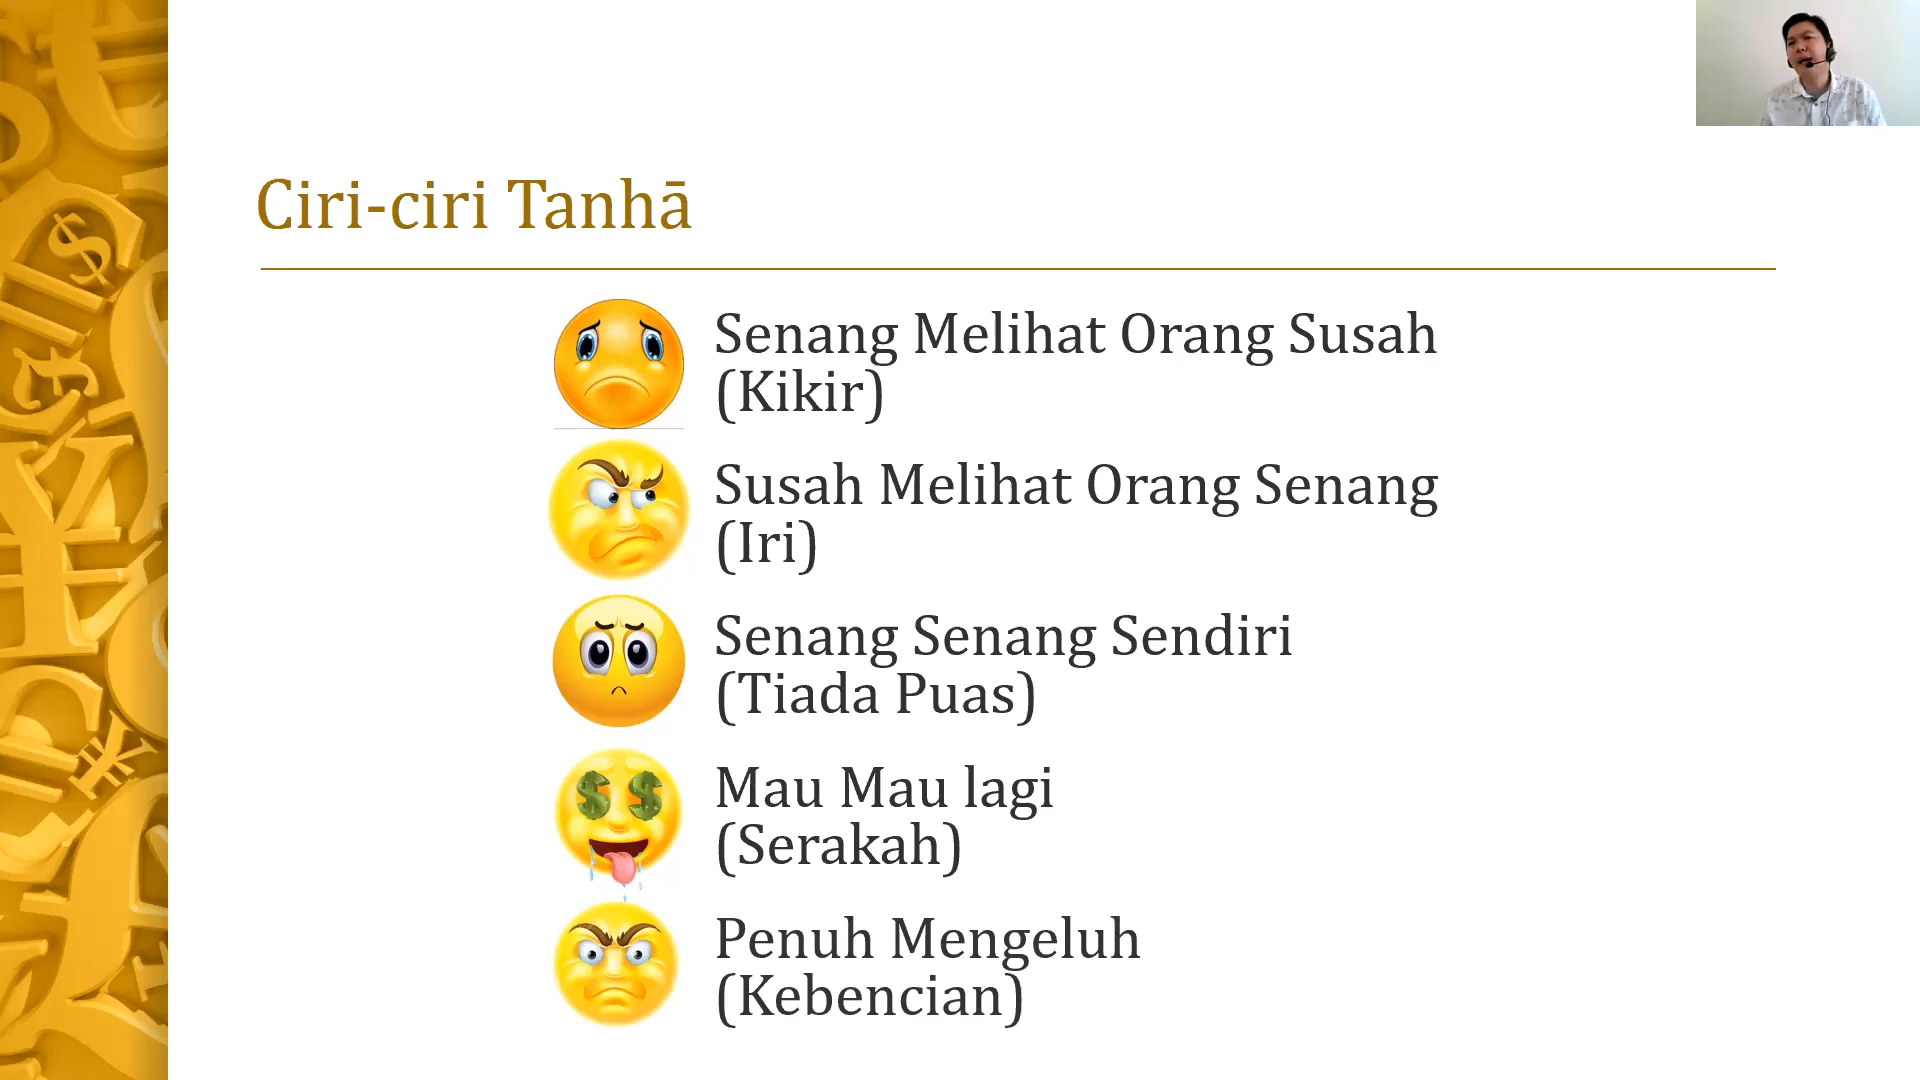 Ciri-ciri Tanhā
Senang Melihat Orang Susah
(Kikir)
Susah Melihat Orang Senang
(Iri)
Senang Senang Sendiri
(Tiada Puas)
Mau Mau lagi
(Serakah)
Penuh Mengeluh
(Kebencian)